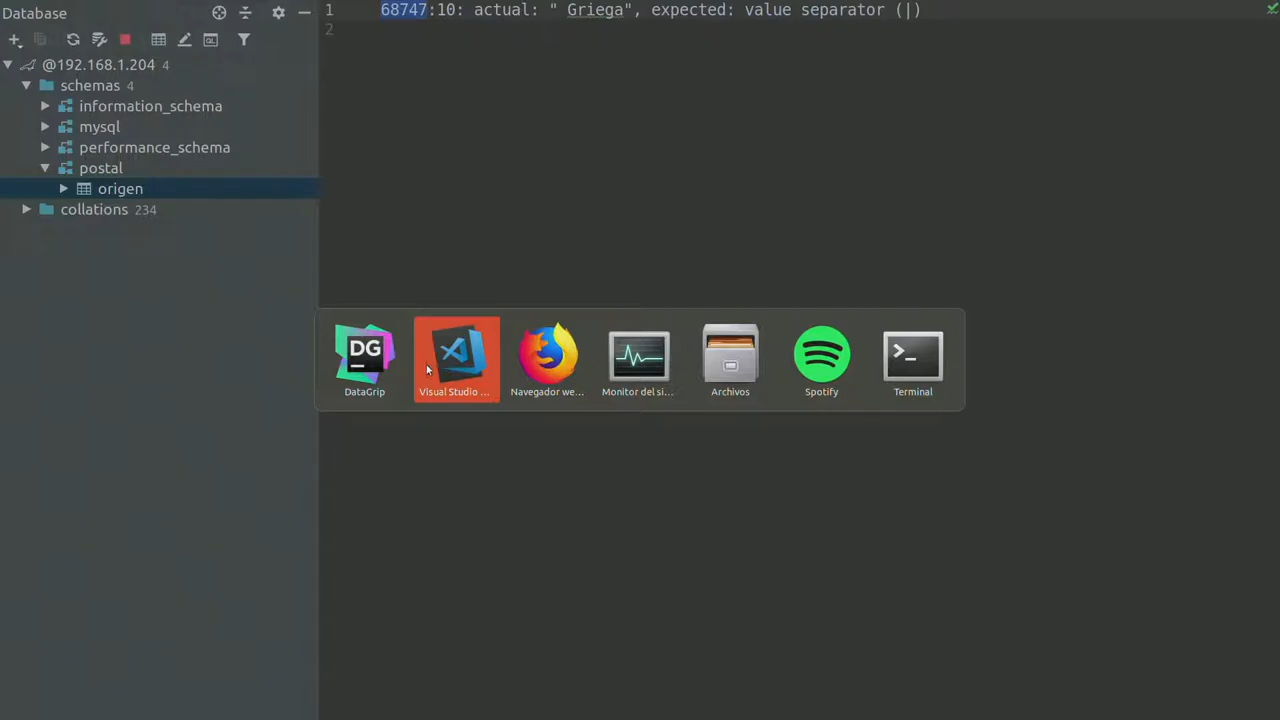 Database
@192.168.1.204 4
schemas 4
information_schema
mysql
performance_schema
postal
origen
collations 234
1 68747:10: actual: " Griega", expected: value separator (|)
2
DG
DataGrip
Visual Studio ...
Navegador we...
Monitor del si...
Archivos
Spotify
Terminal